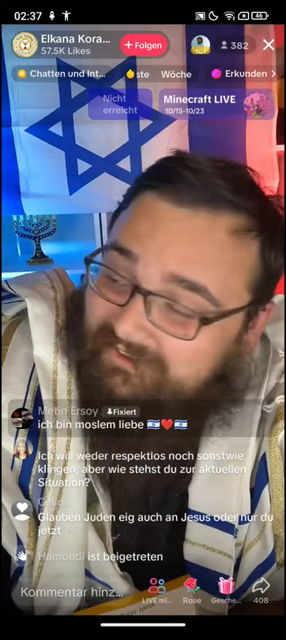 02:37
46
Elkana Kora...
57.5K Likes
+ Folgen
382
Chatten und Int...
ste
Woche
Erkunden >
Nicht
erreicht
Minecraft LIVE
10/15-10/23
Metin Ersoy
Fixiert
ich bin moslem liebe 🇮🇱❤️🇮🇱
Ich will weder respektlos noch sonstwie
klingen, aber wie stehst du zur aktuellen
Situation?
Glauben Juden eig auch an Jesus oder nur du
jetzt
Hamoudi ist beigetreten
Kommentar hinz...
LIVE mi...
Rose
Gesche...
408